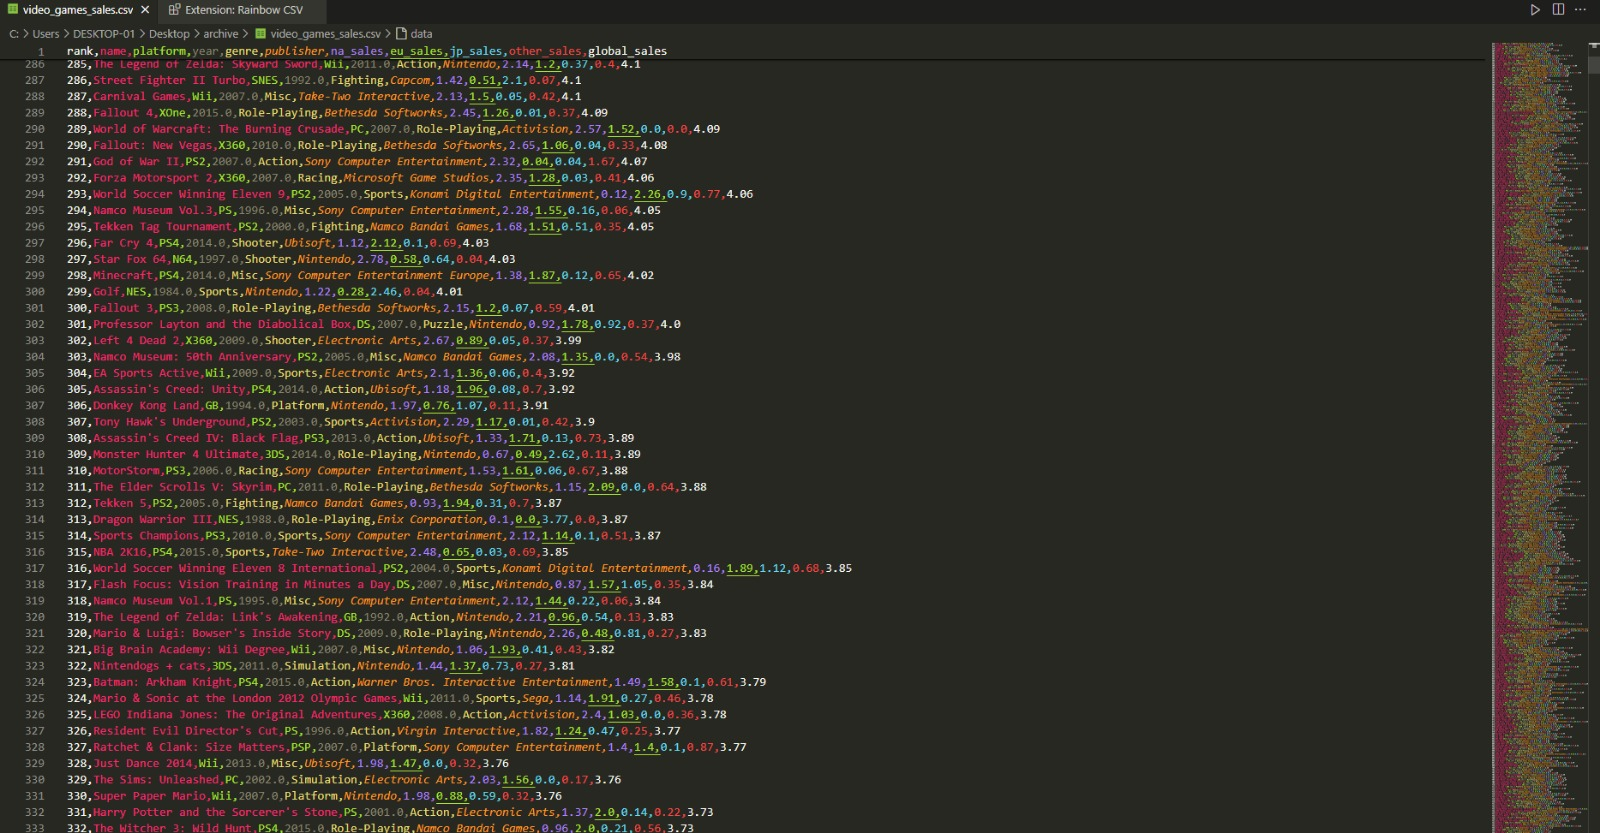 video_games_sales.csv Extension: Rainbow CSV
C: > Users > DESKTOP-01 > Desktop > archive > video_games_sales.csv > data
1 rank,name,platform,year,genre,publisher,na_sales,eu_sales,jp_sales,other_sales,global_sales
286 285,The Legend of Zelda: Skyward Sword,Wii,2011.0,Action,Nintendo,2.14,1.2,0.37,0.4,4.1
287 286,Street Fighter II Turbo,SNES,1992.0,Fighting,Capcom,1.42,0.51,2.1,0.07,4.1
288 287,Carnival Games,Wii,2007.0,Misc,Take-Two Interactive,2.13,1.5,0.05,0.42,4.1
289 288,Fallout 4,XOne,2015.0,Role-Playing,Bethesda Softworks,2.45,1.26,0.01,0.37,4.09
290 289,World of Warcraft: The Burning Crusade,PC,2007.0,Role-Playing,Activision,2.57,1.52,0.0,0.0,4.09
291 290,Fallout: New Vegas,X360,2010.0,Role-Playing,Bethesda Softworks,2.65,1.06,0.04,0.33,4.08
292 291,God of War II,PS2,2007.0,Action,Sony Computer Entertainment,2.32,0.04,0.04,1.67,4.07
293 292,Forza Motorsport 2,X360,2007.0,Racing,Microsoft Game Studios,2.35,1.28,0.03,0.41,4.06
294 293,World Soccer Winning Eleven 9,PS2,2005.0,Sports,Konami Digital Entertainment,0.12,2.26,0.9,0.77,4.06
295 294,Namco Museum Vol.3,PS,1996.0,Misc,Sony Computer Entertainment,2.28,1.55,0.16,0.06,4.05
296 295,Tekken Tag Tournament,PS2,2000.0,Fighting,Namco Bandai Games,1.68,1.51,0.51,0.35,4.05
297 296,Far Cry 4,PS4,2014.0,Shooter,Ubisoft,1.12,2.12,0.1,0.69,4.03
298 297,Star Fox 64,N64,1997.0,Shooter,Nintendo,2.78,0.58,0.64,0.04,4.03
299 298,Minecraft,PS4,2014.0,Misc,Sony Computer Entertainment Europe,1.38,1.87,0.12,0.65,4.02
300 299,Golf,NES,1984.0,Sports,Nintendo,1.22,0.28,2.46,0.04,4.01
301 300,Fallout 3,PS3,2008.0,Role-Playing,Bethesda Softworks,2.15,1.2,0.07,0.59,4.01
302 301,Professor Layton and the Diabolical Box,DS,2007.0,Puzzle,Nintendo,0.92,1.78,0.92,0.37,4.0
303 302,Left 4 Dead 2,X360,2009.0,Shooter,Electronic Arts,2.67,0.89,0.05,0.37,3.99
304 303,Namco Museum: 50th Anniversary,PS2,2005.0,Misc,Namco Bandai Games,2.08,1.35,0.0,0.54,3.98
305 304,EA Sports Active,Wii,2009.0,Sports,Electronic Arts,2.1,1.36,0.06,0.4,3.92
306 305,Assassin's Creed: Unity,PS4,2014.0,Action,Ubisoft,1.18,1.96,0.08,0.7,3.92
307 306,Donkey Kong Land,GB,1994.0,Platform,Nintendo,1.97,0.76,1.07,0.11,3.91
308 307,Tony Hawk's Underground,PS2,2003.0,Sports,Activision,2.29,1.17,0.01,0.42,3.9
309 308,Assassin's Creed IV: Black Flag,PS3,2013.0,Action,Ubisoft,1.33,1.71,0.13,0.73,3.89
310 309,Monster Hunter 4 Ultimate,3DS,2014.0,Role-Playing,Nintendo,0.67,0.49,2.62,0.11,3.89
311 310,MotorStorm,PS3,2006.0,Racing,Sony Computer Entertainment,1.53,1.61,0.06,0.67,3.88
312 311,The Elder Scrolls V: Skyrim,PC,2011.0,Role-Playing,Bethesda Softworks,1.15,2.09,0.0,0.64,3.88
313 312,Tekken 5,PS2,2005.0,Fighting,Namco Bandai Games,0.93,1.94,0.31,0.7,3.87
314 313,Dragon Warrior III,NES,1988.0,Role-Playing,Enix Corporation,0.1,0.0,3.77,0.0,3.87
315 314,Sports Champions,PS3,2010.0,Sports,Sony Computer Entertainment,2.12,1.14,0.1,0.51,3.87
316 315,NBA 2K16,PS4,2015.0,Sports,Take-Two Interactive,2.48,0.65,0.03,0.69,3.85
317 316,World Soccer Winning Eleven 8 International,PS2,2004.0,Sports,Konami Digital Entertainment,0.16,1.89,1.12,0.68,3.85
318 317,Flash Focus: Vision Training in Minutes a Day,DS,2007.0,Misc,Nintendo,0.87,1.57,1.05,0.35,3.84
319 318,Namco Museum Vol.1,PS,1995.0,Misc,Sony Computer Entertainment,2.12,1.44,0.22,0.06,3.84
320 319,The Legend of Zelda: Link's Awakening,GB,1992.0,Action,Nintendo,2.21,0.96,0.54,0.13,3.83
321 320,Mario & Luigi: Bowser's Inside Story,DS,2009.0,Role-Playing,Nintendo,2.26,0.48,0.81,0.27,3.83
322 321,Big Brain Academy: Wii Degree,Wii,2007.0,Misc,Nintendo,1.06,1.93,0.41,0.43,3.82
323 322,Nintendogs + cats,3DS,2011.0,Simulation,Nintendo,1.44,1.37,0.73,0.27,3.81
324 323,Batman: Arkham Knight,PS4,2015.0,Action,Warner Bros. Interactive Entertainment,1.49,1.58,0.1,0.61,3.79
325 324,Mario & Sonic at the London 2012 Olympic Games,Wii,2011.0,Sports,Sega,1.14,1.91,0.27,0.46,3.78
326 325,LEGO Indiana Jones: The Original Adventures,X360,2008.0,Action,Activision,2.4,1.03,0.0,0.36,3.78
327 326,Resident Evil Director's Cut,PS,1996.0,Action,Virgin Interactive,1.82,1.24,0.47,0.25,3.77
328 327,Ratchet & Clank: Size Matters,PSP,2007.0,Platform,Sony Computer Entertainment,1.4,1.4,0.1,0.87,3.77
329 328,Just Dance 2014,Wii,2013.0,Misc,Ubisoft,1.98,1.47,0.0,0.32,3.76
330 329,The Sims: Unleashed,PC,2002.0,Simulation,Electronic Arts,2.03,1.56,0.0,0.17,3.76
331 330,Super Paper Mario,Wii,2007.0,Platform,Nintendo,1.98,0.88,0.59,0.32,3.76
332 331,Harry Potter and the Sorcerer's Stone,PS,2001.0,Action,Electronic Arts,1.37,2.0,0.14,0.22,3.73
333 332,The Witcher 3: Wild Hunt,PS4,2015.0,Role-Playing,Namco Bandai Games,0.96,2.0,0.21,0.56,3.73